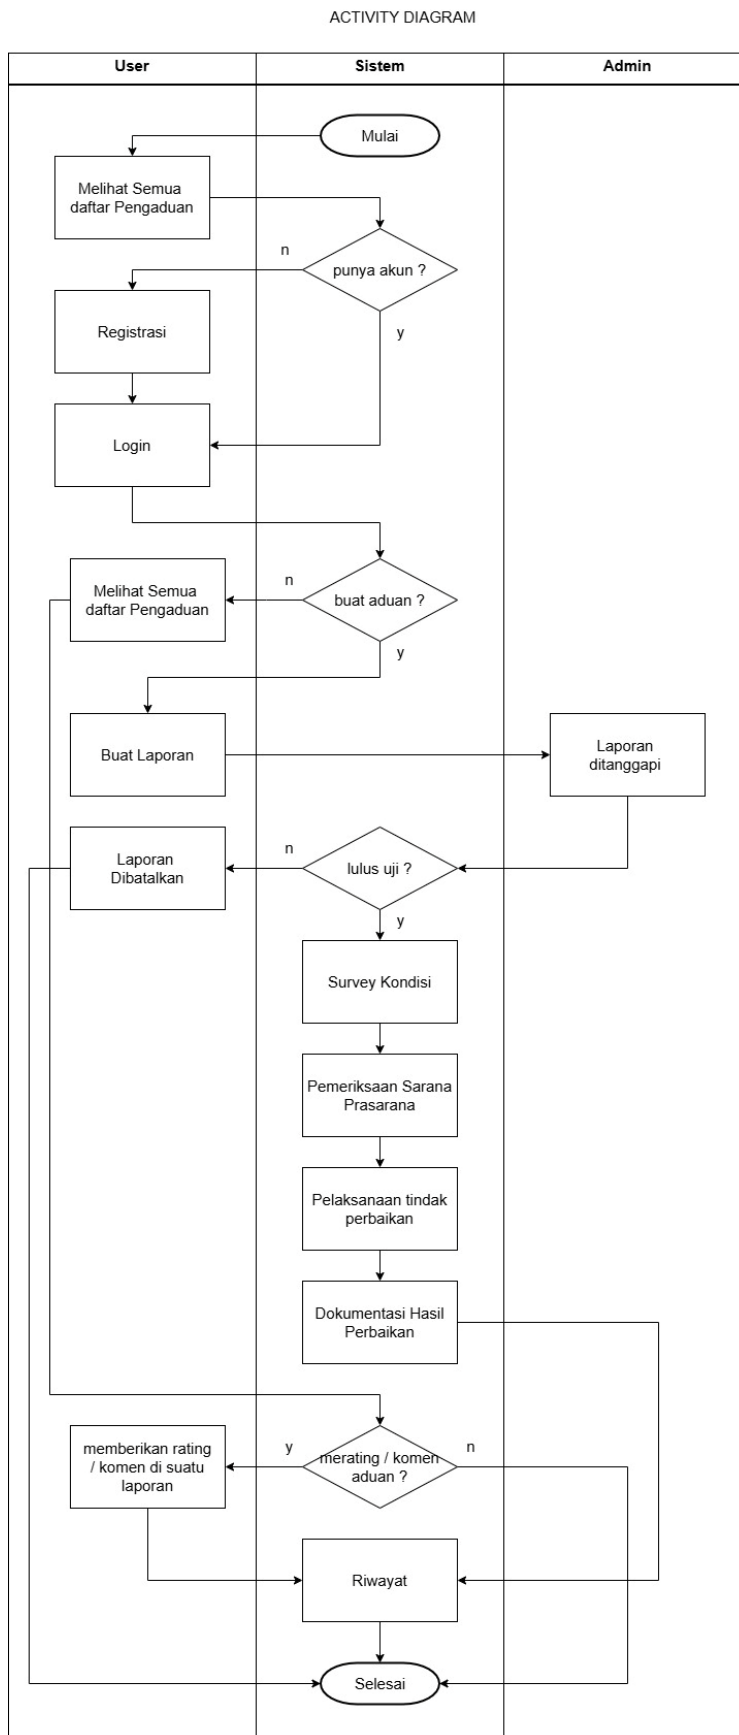 ACTIVITY DIAGRAM
User
Sistem
Admin
Mulai
Melihat Semua
daftar Pengaduan
n
punya akun ?
y
Registrasi
Login
Melihat Semua
daftar Pengaduan
n
buat aduan ?
y
Buat Laporan
Laporan
ditanggapi
Laporan
Dibatalkan
n
lulus uji ?
y
Survey Kondisi
Pemeriksaan Sarana
Prasarana
Pelaksanaan tindak
perbaikan
Dokumentasi Hasil
Perbaikan
memberikan rating
/ komen di suatu
laporan
y
merating / komen
aduan ?
n
Riwayat
Selesai